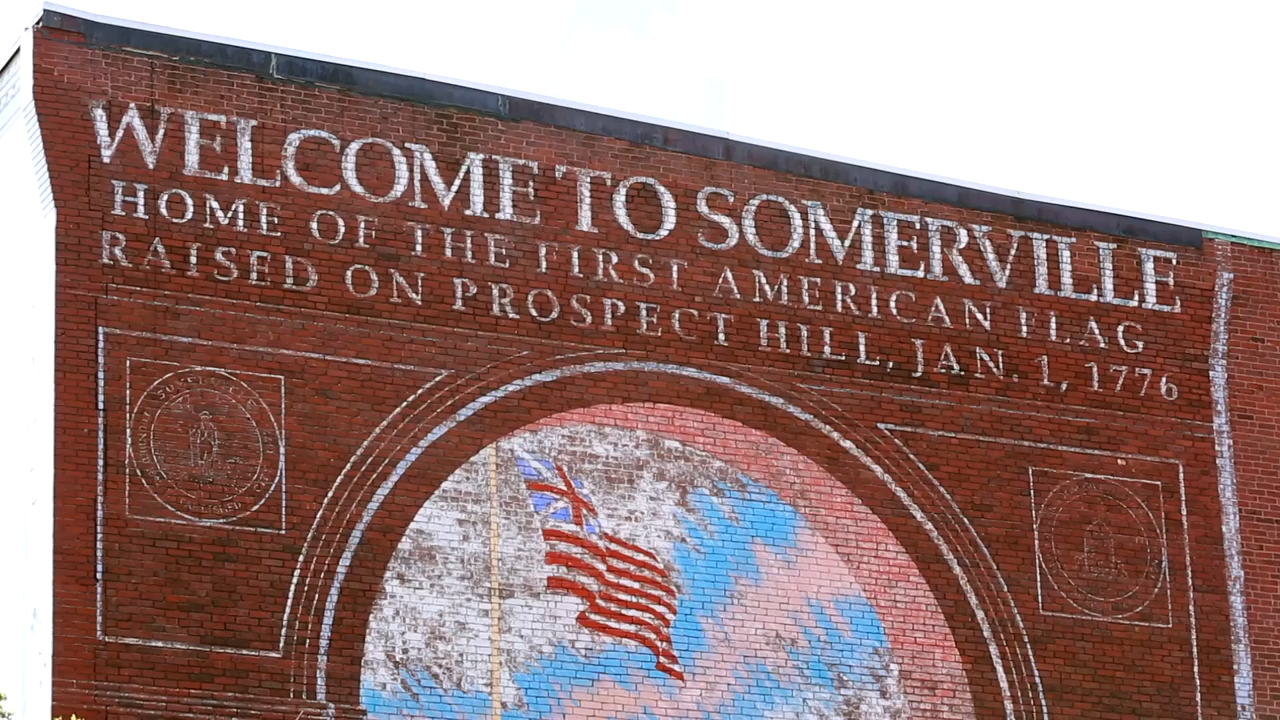 WELCOME TO SOMERVILLE
HOME OF THE FIRST AMERICAN FLAG
RAISED ON PROSPECT HILL, JAN. 1, 1776